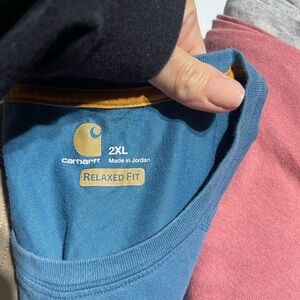 carhartt
2XL
Made in Jordan
RELAXED FIT